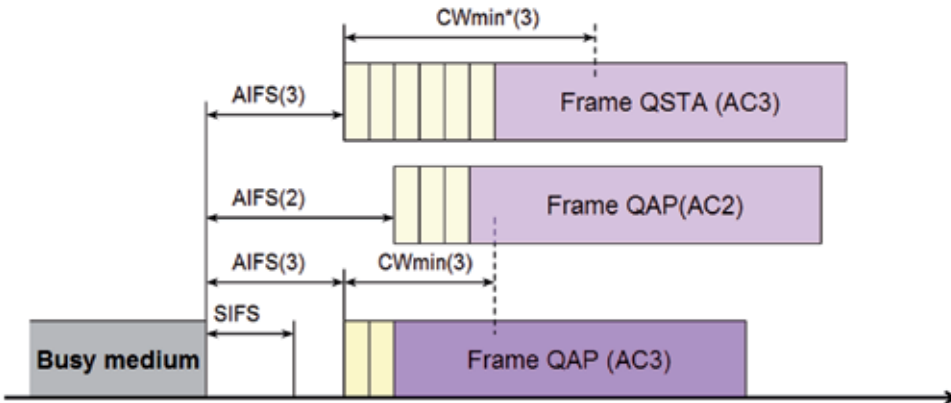 CWmin*(3)
AIFS(3)
Frame QSTA (AC3)
AIFS(2)
Frame QAP(AC2)
AIFS(3)
CWmin(3)
SIFS
Busy medium
Frame QAP (AC3)